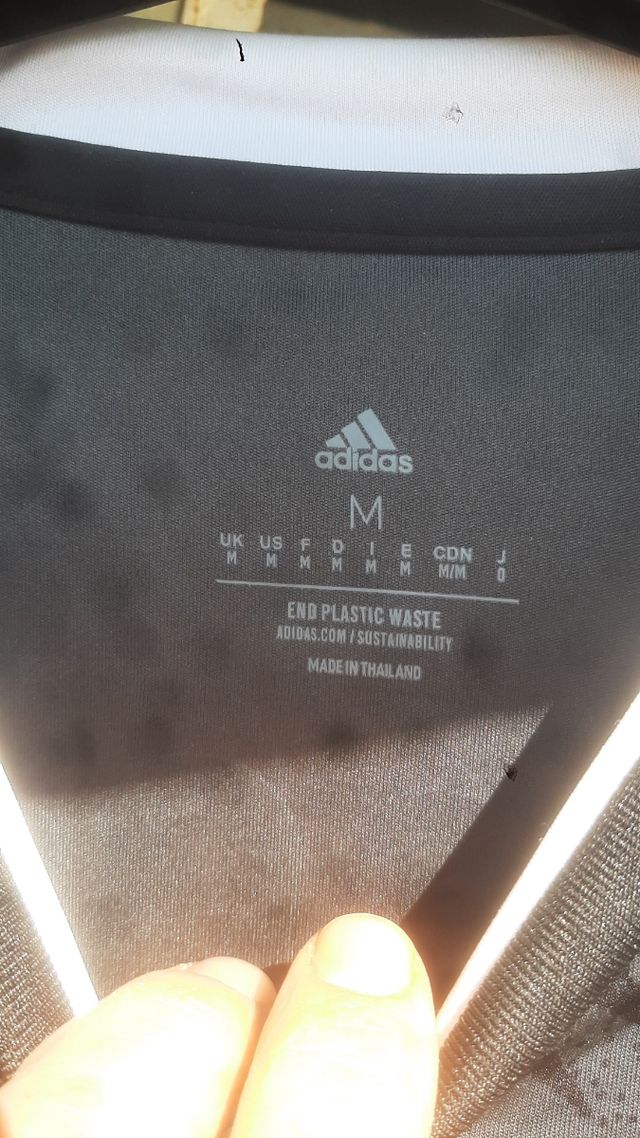 adidas
M
UK US F D I E CDN J
M M M M M M M/M O
END PLASTIC WASTE
ADIDAS.COM / SUSTAINABILITY
MADE IN THAILAND